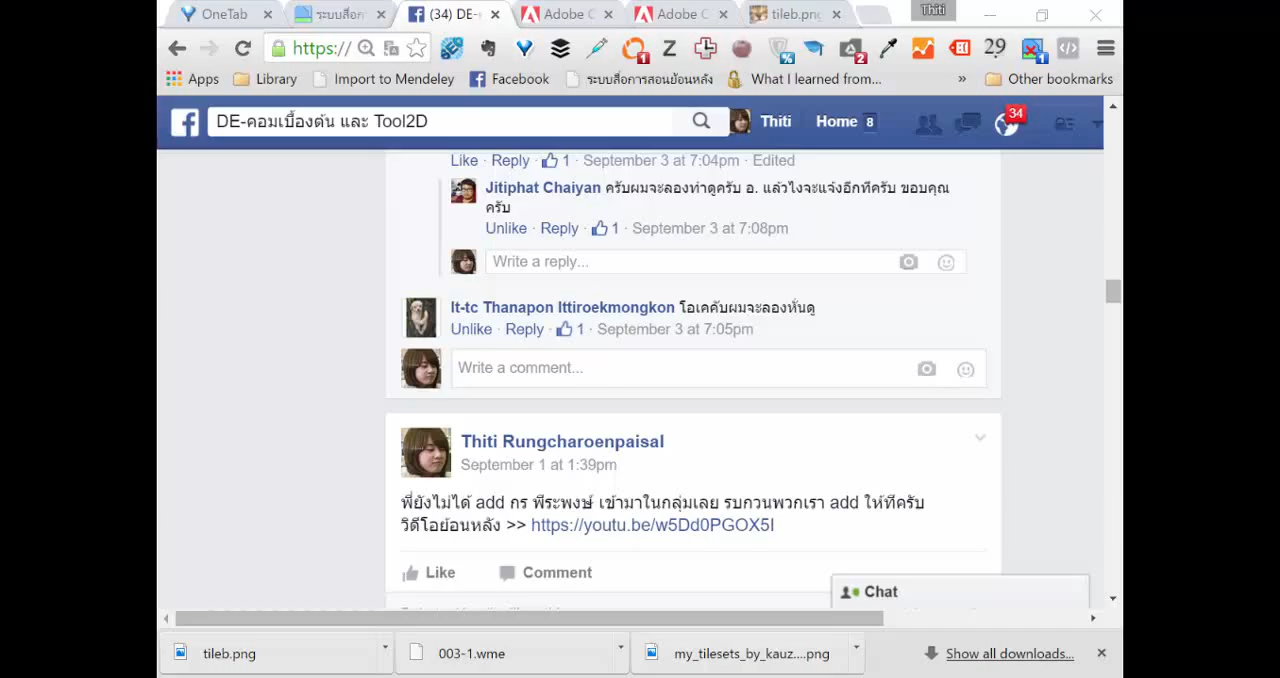 OneTab
ระบบสื่อก
(34) DE-
Adobe C
Adobe C
tileb.png
Thiti
https://
1
%
2
29
1
Apps
Library
Import to Mendeley
Facebook
ระบบสื่อการสอนย้อนหลัง
What I learned from...
»
Other bookmarks
DE-คอมเบื้องต้น และ Tool2D
Thiti
Home 8
34
Like · Reply · 1 · September 3 at 7:04pm · Edited
Jitiphat Chaiyan ครับผมจะลองทำดูครับ อ. แล้วไงจะแจ้งอีกทีครับ ขอบคุณ
ครับ
Unlike · Reply · 1 · September 3 at 7:08pm
Write a reply...
It-tc Thanapon Ittiroekmongkon โอเคคับผมจะลองหั่นดู
Unlike · Reply · 1 · September 3 at 7:05pm
Write a comment...
Thiti Rungcharoenpaisal
September 1 at 1:39pm
พี่ยังไม่ได้ add กร พีระพงษ์ เข้ามาในกลุ่มเลย รบกวนพวกเรา add ให้ทีครับ
วิดีโอย้อนหลัง >> https://youtu.be/w5Dd0PGOX5I
Like
Comment
Chat
tileb.png
003-1.wme
my_tilesets_by_kauz....png
Show all downloads...